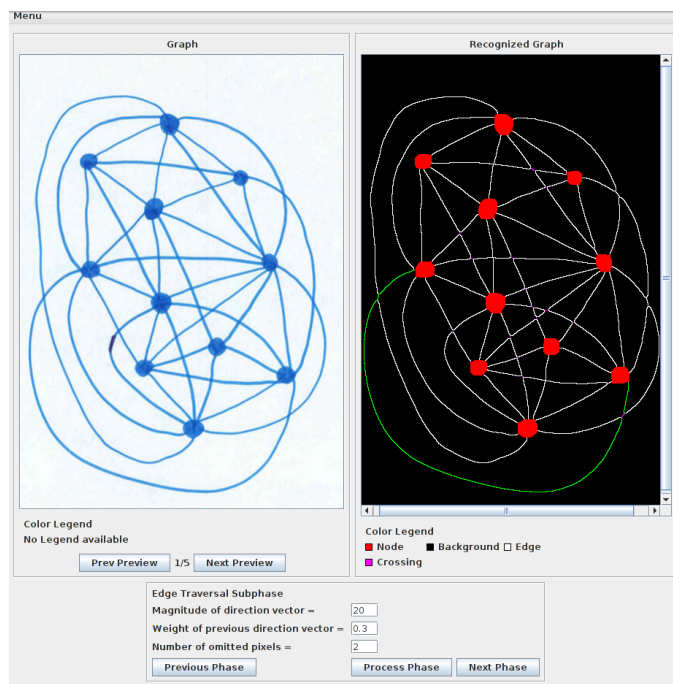 Menu
Graph
Recognized Graph
Color Legend
No Legend available
Prev Preview 1/5 Next Preview
Color Legend
Node Background Edge
Crossing
Edge Traversal Subphase
Magnitude of direction vector = 20
Weight of previous direction vector = 0.3
Number of omitted pixels = 2
Previous Phase Process Phase Next Phase